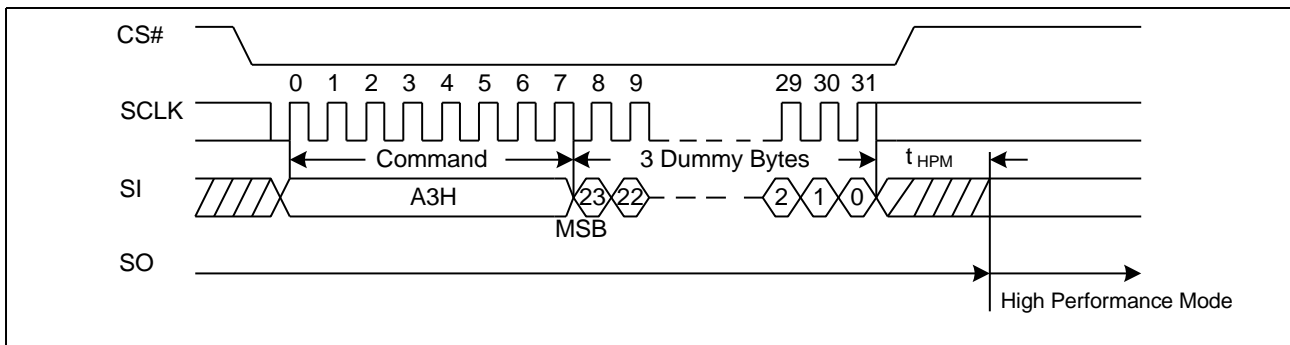 CS#
0 1 2 3 4 5 6 7 8 9 29 30 31
SCLK
Command 3 Dummy Bytes t HPM
SI A3H 23 22 2 1 0
MSB
SO
High Performance Mode